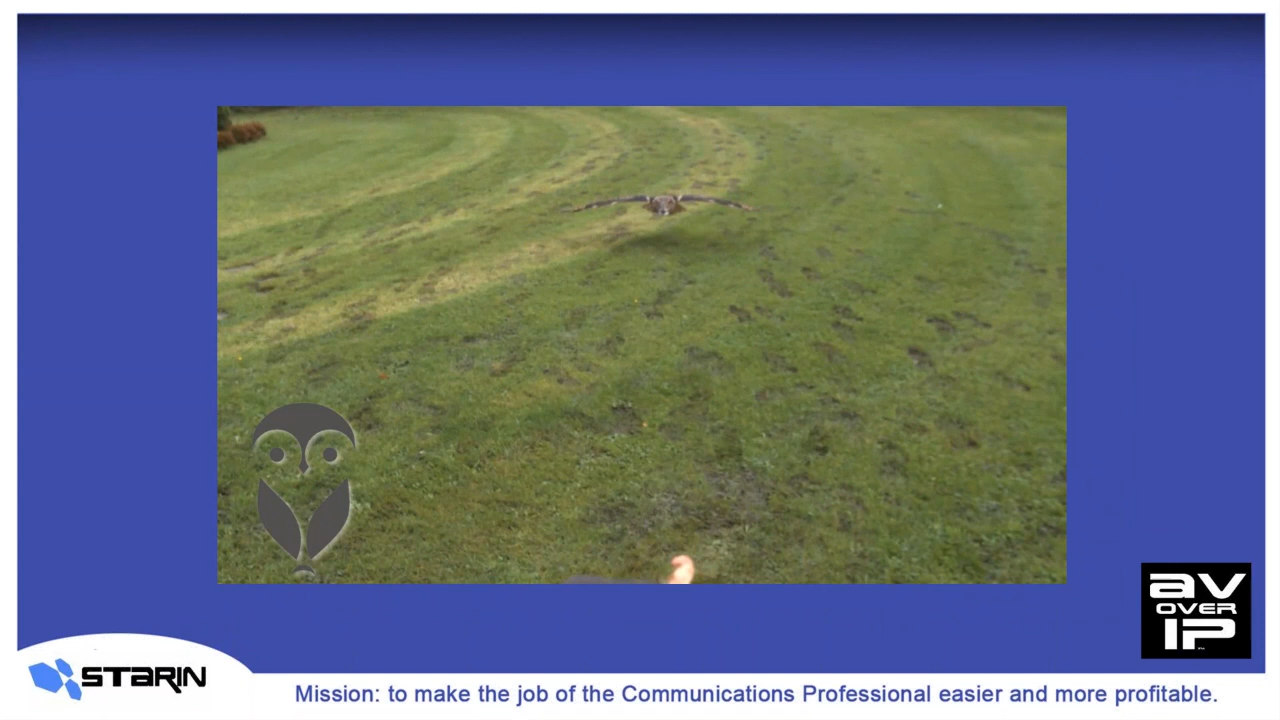 av
OVER
IP
STARIN
Mission: to make the job of the Communications Professional easier and more profitable.